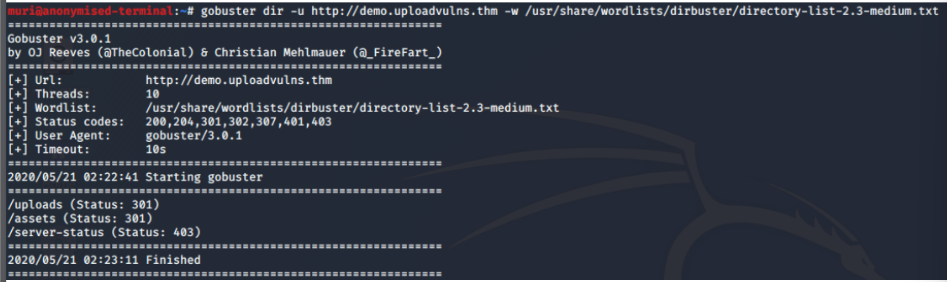 muri@anonymised-terminal:~# gobuster dir -u http://demo.uploadvulns.thm -w /usr/share/wordlists/dirbuster/directory-list-2.3-medium.txt
===============================================================
Gobuster v3.0.1
by OJ Reeves (@TheColonial) & Christian Mehlmauer (@_FireFart_)
===============================================================
[+] Url:            http://demo.uploadvulns.thm
[+] Threads:        10
[+] Wordlist:       /usr/share/wordlists/dirbuster/directory-list-2.3-medium.txt
[+] Status codes:   200,204,301,302,307,401,403
[+] User Agent:     gobuster/3.0.1
[+] Timeout:        10s
===============================================================
2020/05/21 02:22:41 Starting gobuster
===============================================================
/uploads (Status: 301)
/assets (Status: 301)
/server-status (Status: 403)
===============================================================
2020/05/21 02:23:11 Finished
===============================================================